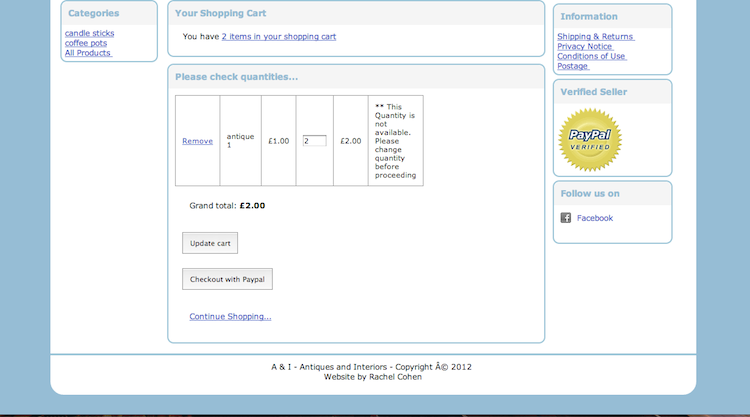 Categories
candle sticks
coffee pots
All Products
Your Shopping Cart
You have 2 items in your shopping cart
Please check quantities...
Remove
antique
1
£1.00
2
£2.00
** This
Quantity is
not
available.
Please
change
quantity
before
proceeding
Grand total: £2.00
Update cart
Checkout with Paypal
Continue Shopping...
Information
Shipping & Returns
Privacy Notice
Conditions of Use
Postage
Verified Seller
PayPal
VERIFIED
Follow us on
Facebook
A & I - Antiques and Interiors - Copyright Â© 2012
Website by Rachel Cohen